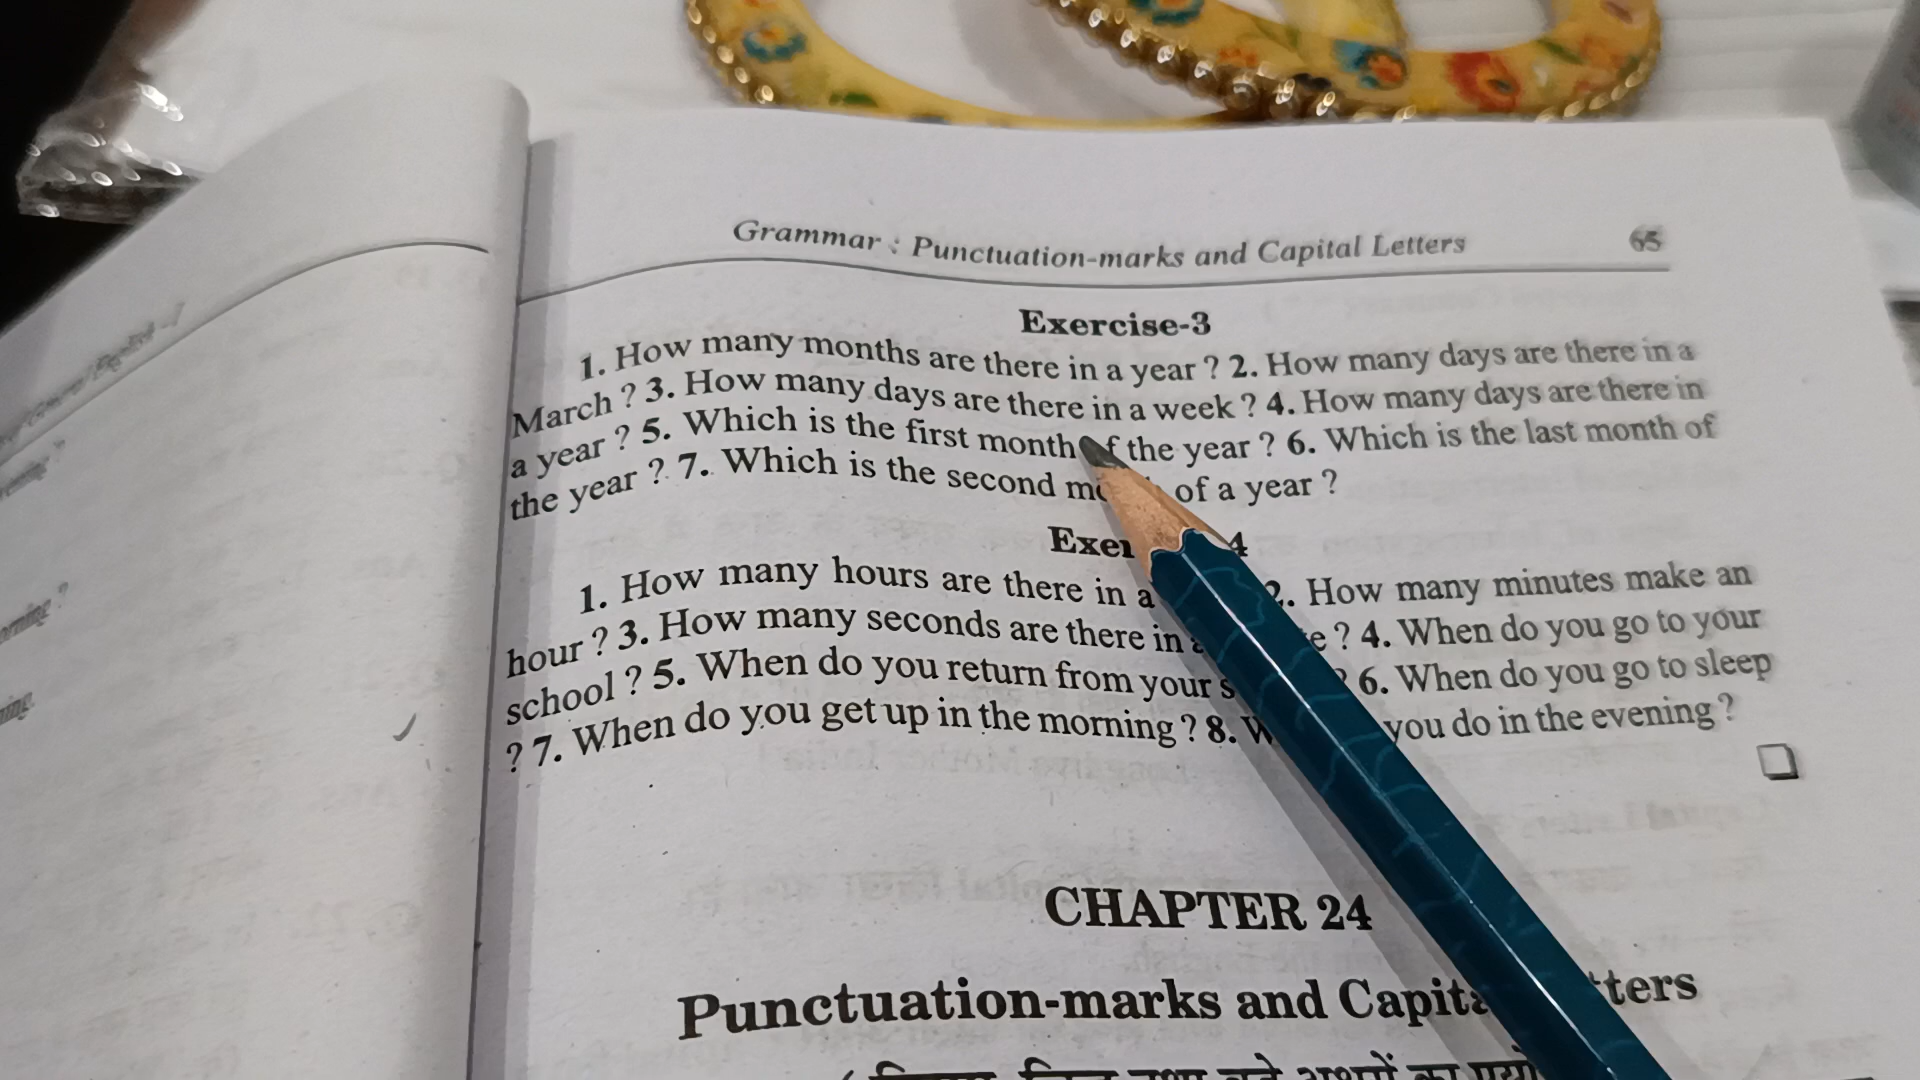 Grammar : Punctuation-marks and Capital Letters 65
Exercise-3
1. How many months are there in a year ? 2. How many days are there in a
March ? 3. How many days are there in a week ? 4. How many days are there in
a year ? 5. Which is the first month of the year ? 6. Which is the last month of
the year ? 7. Which is the second of a year ?
4
1. How many hours are there in a 2. How many minutes make an
hour ? 3. How many seconds are there in ? 4. When do you go to your
school ? 5. When do you return from your ? 6. When do you go to sleep
? 7. When do you get up in the morning ? 8. you do in the evening ?
CHAPTER 24
Punctuation-marks and